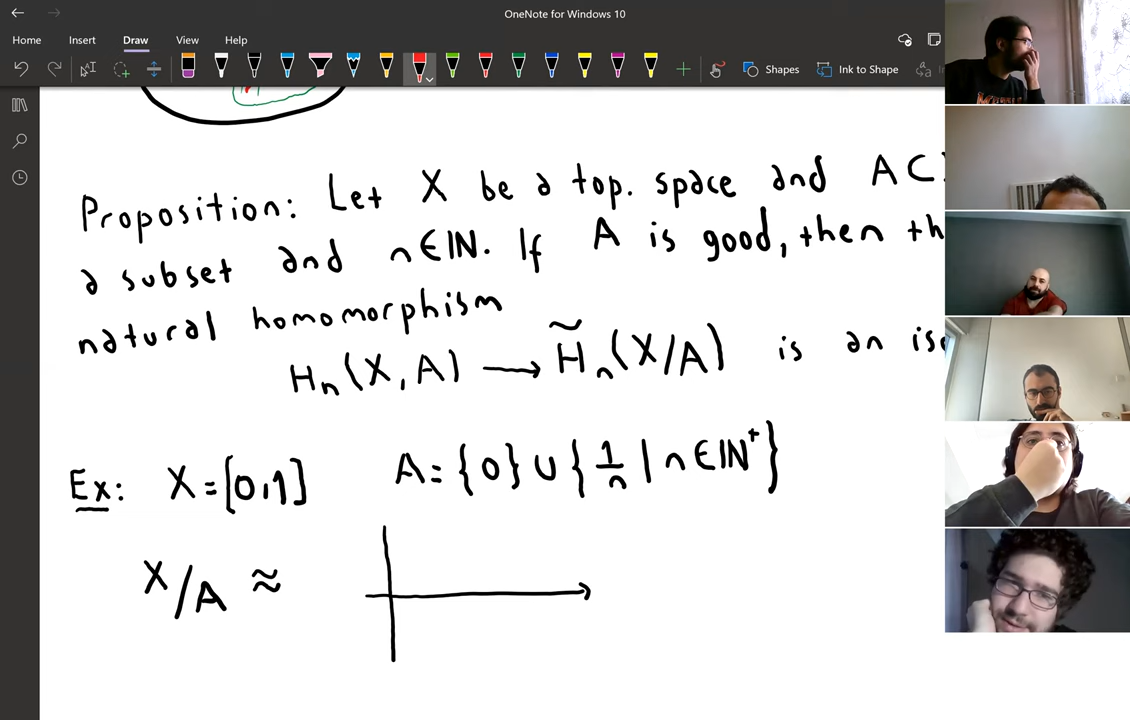 OneNote for Windows 10
Home Insert Draw View Help
Shapes Ink to Shape
Proposition: Let X be a top. space and A ⊂
a subset and n∈ℕ. If A is good, then th
natural homomorphism
Hₙ(X, A) → H̃ₙ(X/A) is an iso
Ex: X = [0,1] A = {0} ∪ {1/n | n∈ℕ⁺}
X/A ≈